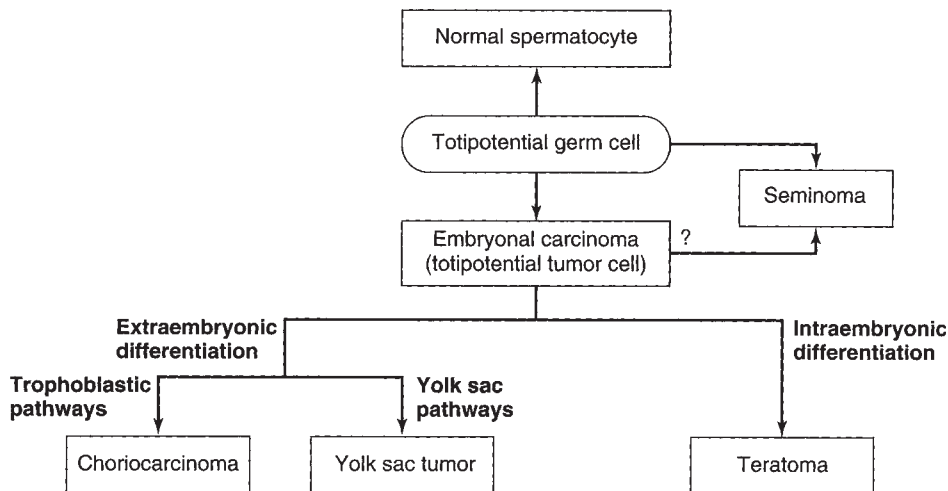 Normal spermatocyte
Totipotential germ cell
Seminoma
Embryonal carcinoma
(totipotential tumor cell)
?
Extraembryonic
differentiation
Intraembryonic
differentiation
Trophoblastic
pathways
Yolk sac
pathways
Choriocarcinoma
Yolk sac tumor
Teratoma